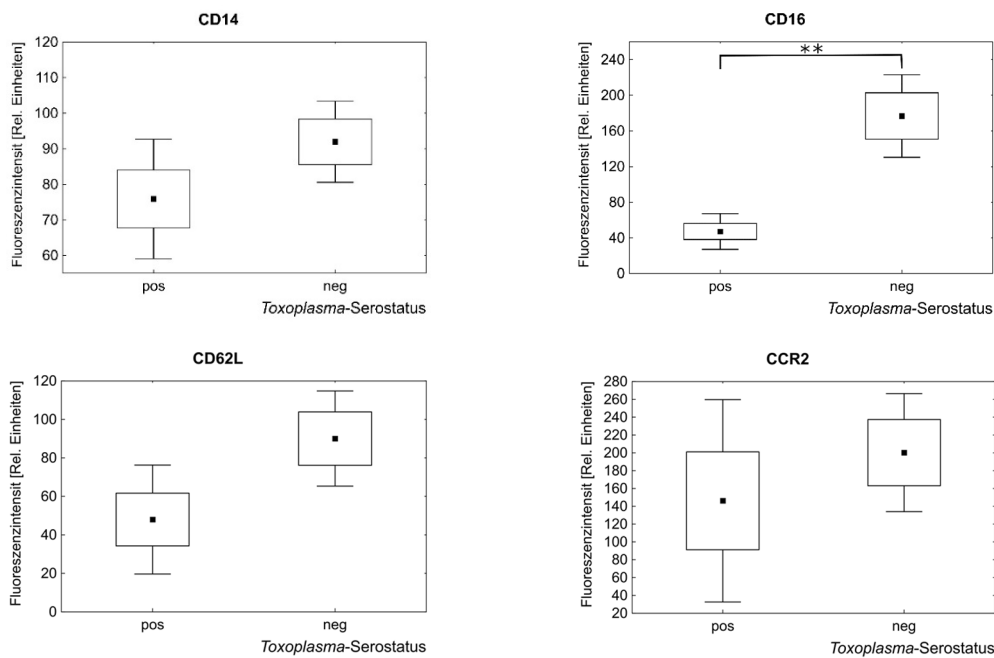 CD14
Fluoreszenzintensit [Rel. Einheiten]
120
100
90
80
70
60
pos
neg
Toxoplasma-Serostatus
CD16
Fluoreszenzintensit [Rel. Einheiten]
240
200
160
120
80
40
0
**
pos
neg
Toxoplasma-Serostatus
CD62L
Fluoreszenzintensit [Rel. Einheiten]
120
100
80
60
40
20
0
pos
neg
Toxoplasma-Serostatus
CCR2
Fluoreszenzintensit [Rel. Einheiten]
280
260
240
220
200
180
160
140
120
100
80
60
40
20
pos
neg
Toxoplasma-Serostatus